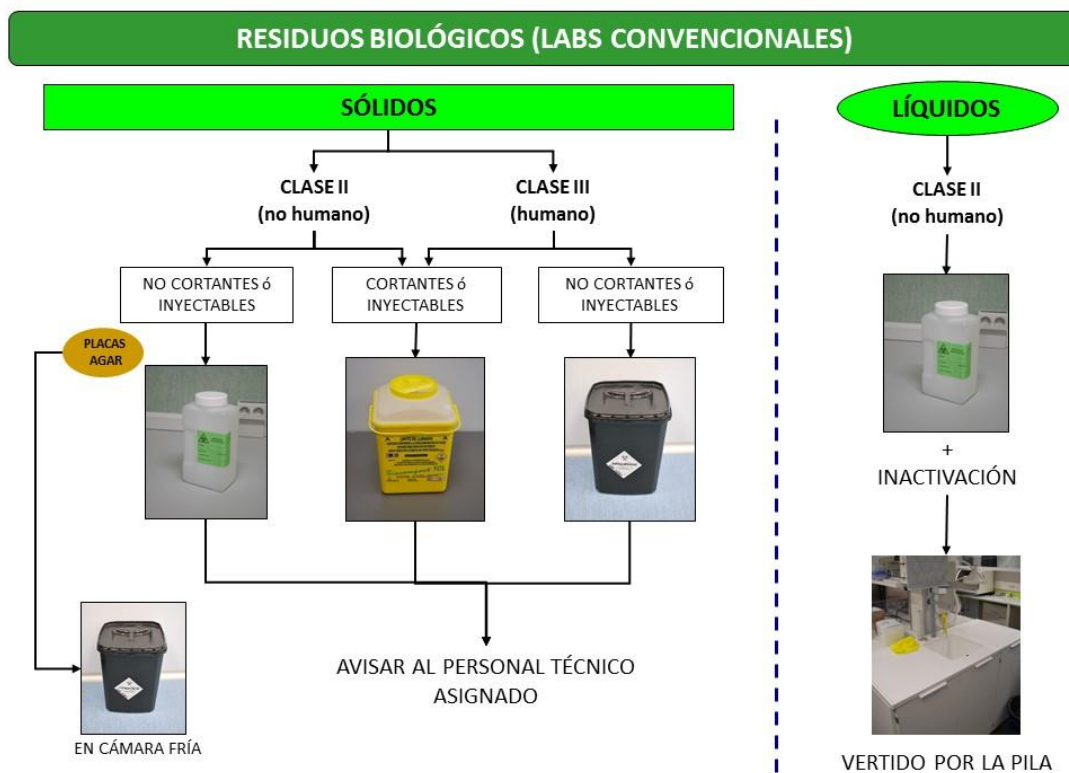 RESIDUOS BIOLÓGICOS (LABS CONVENCIONALES)
SÓLIDOS
LÍQUIDOS
CLASE II
(no humano)
CLASE III
(humano)
CLASE II
(no humano)
NO CORTANTES ó
INYECTABLES
CORTANTES ó
INYECTABLES
NO CORTANTES ó
INYECTABLES
PLACAS
AGAR
+
INACTIVACIÓN
AVISAR AL PERSONAL TÉCNICO
ASIGNADO
EN CÁMARA FRÍA
VERTIDO POR LA PILA